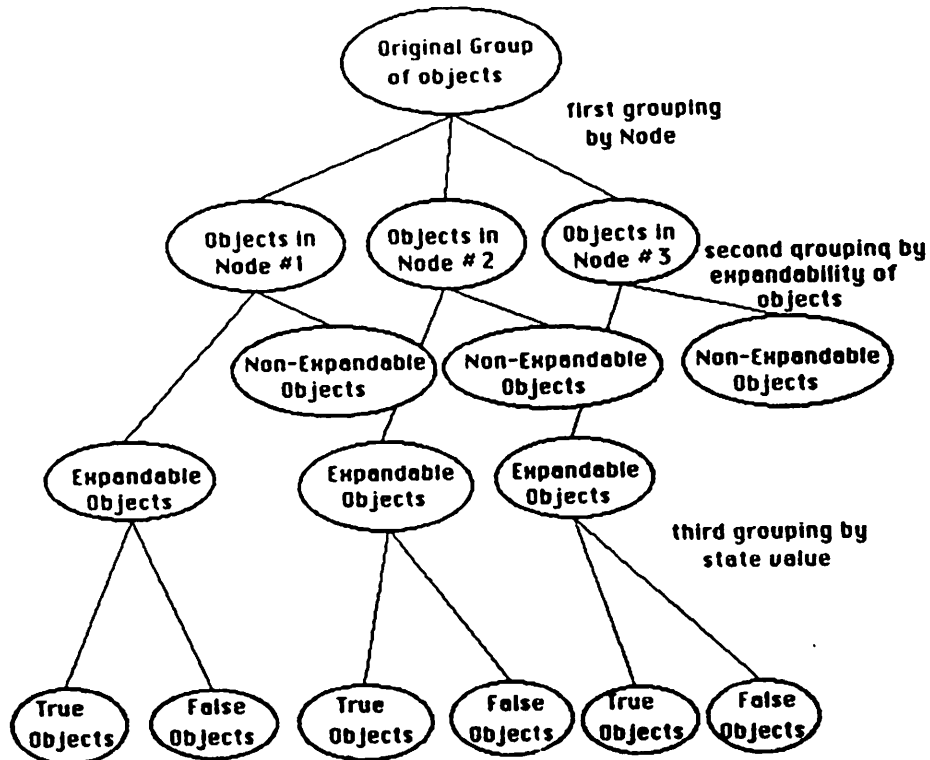 Original Group
of objects
first grouping
by Node
Objects in
Node #1
Objects in
Node # 2
Objects in
Node # 3
second grouping by
expandability of
objects
Non-Expandable
Objects
Non-Expandable
Objects
Non-Expandable
Objects
Expandable
Objects
Expandable
Objects
Expandable
Objects
third grouping by
state value
True
Objects
False
Objects
True
Objects
False
Objects
True
Objects
False
Objects